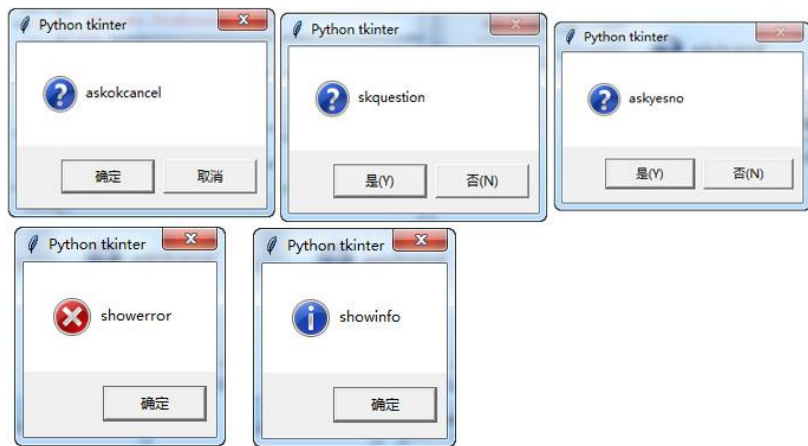 Python tkinter
askokcancel
确定
取消
Python tkinter
skquestion
是(Y)
否(N)
Python tkinter
askyesno
是(Y)
否(N)
Python tkinter
showerror
确定
Python tkinter
showinfo
确定